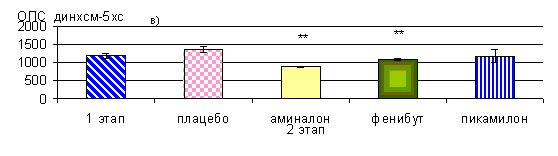 ОПС динхсм-5хс
в)
2000
1500
1000
500
0
**
**
1 этап плацебо аминалон фенибут пикамилон
2 этап